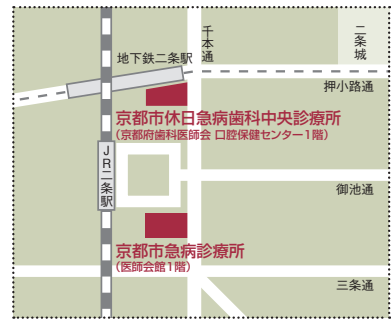 千本通
二条城
地下鉄二条駅
押小路通
京都市休日急病歯科中央診療所
(京都府歯科医師会 口腔保健センター1階)
JR二条駅
御池通
京都市急病診療所
(医師会館1階)
三条通